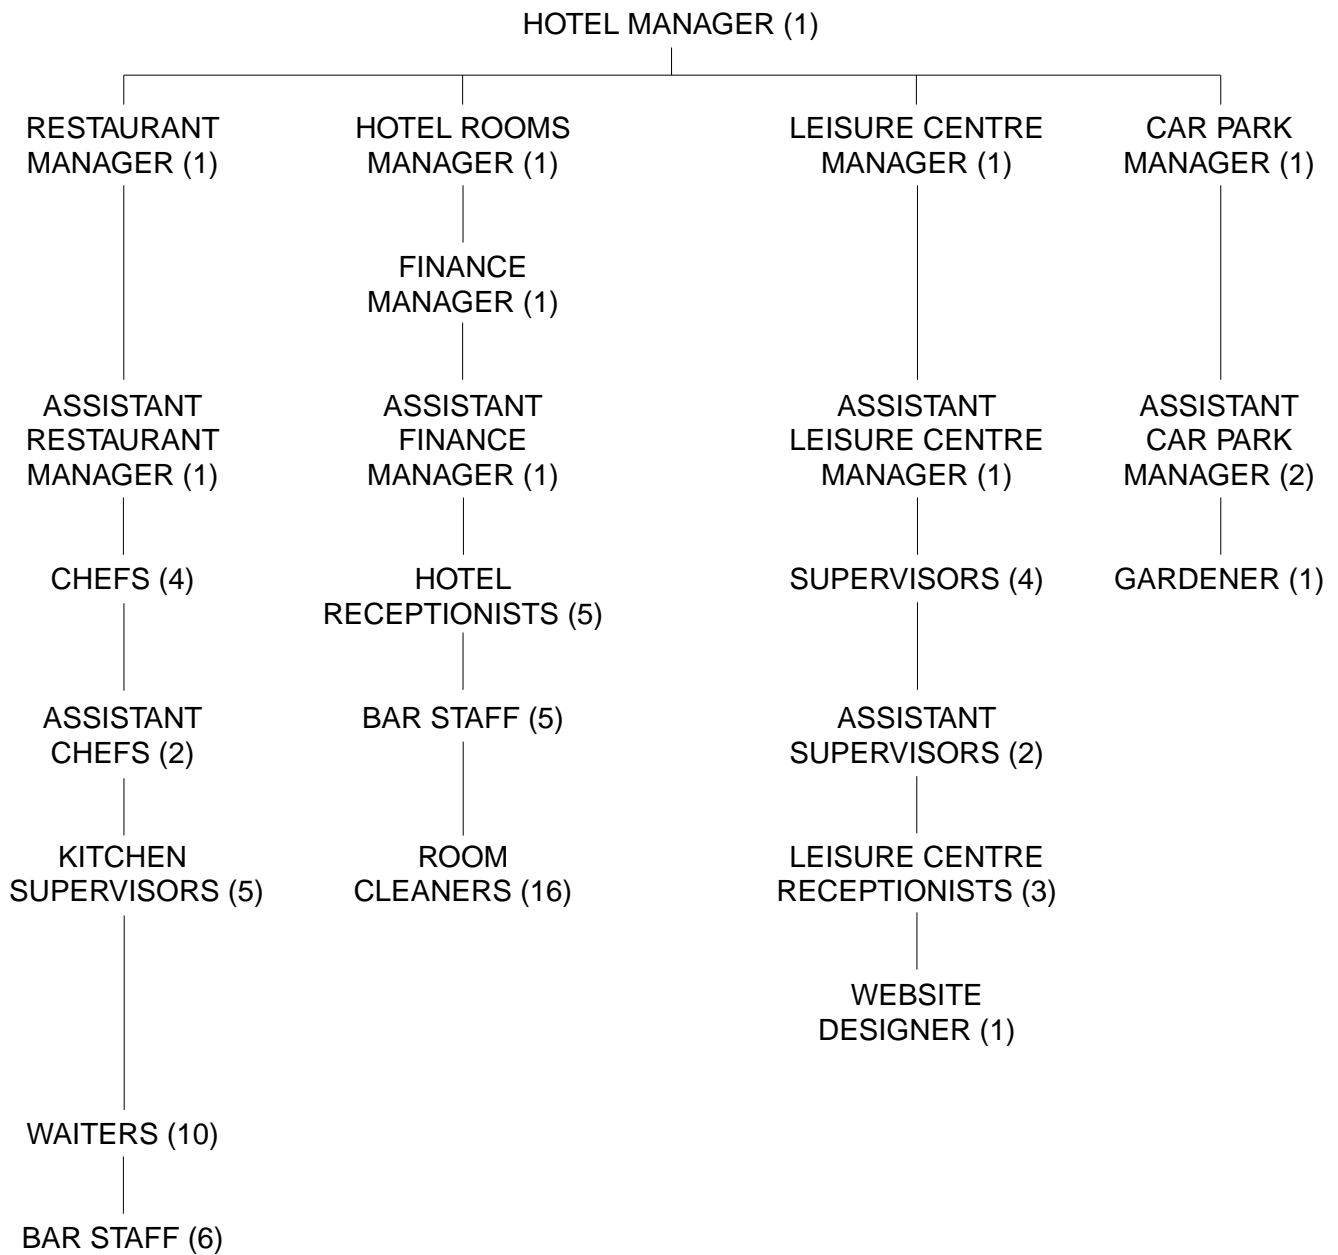 HOTEL MANAGER (1)
RESTAURANT
MANAGER (1)
HOTEL ROOMS
MANAGER (1)
LEISURE CENTRE
MANAGER (1)
CAR PARK
MANAGER (1)
FINANCE
MANAGER (1)
ASSISTANT
RESTAURANT
MANAGER (1)
ASSISTANT
FINANCE
MANAGER (1)
ASSISTANT
LEISURE CENTRE
MANAGER (1)
ASSISTANT
CAR PARK
MANAGER (2)
CHEFS (4)
HOTEL
RECEPTIONISTS (5)
SUPERVISORS (4)
GARDENER (1)
ASSISTANT
CHEFS (2)
BAR STAFF (5)
ASSISTANT
SUPERVISORS (2)
KITCHEN
SUPERVISORS (5)
ROOM
CLEANERS (16)
LEISURE CENTRE
RECEPTIONISTS (3)
WEBSITE
DESIGNER (1)
WAITERS (10)
BAR STAFF (6)